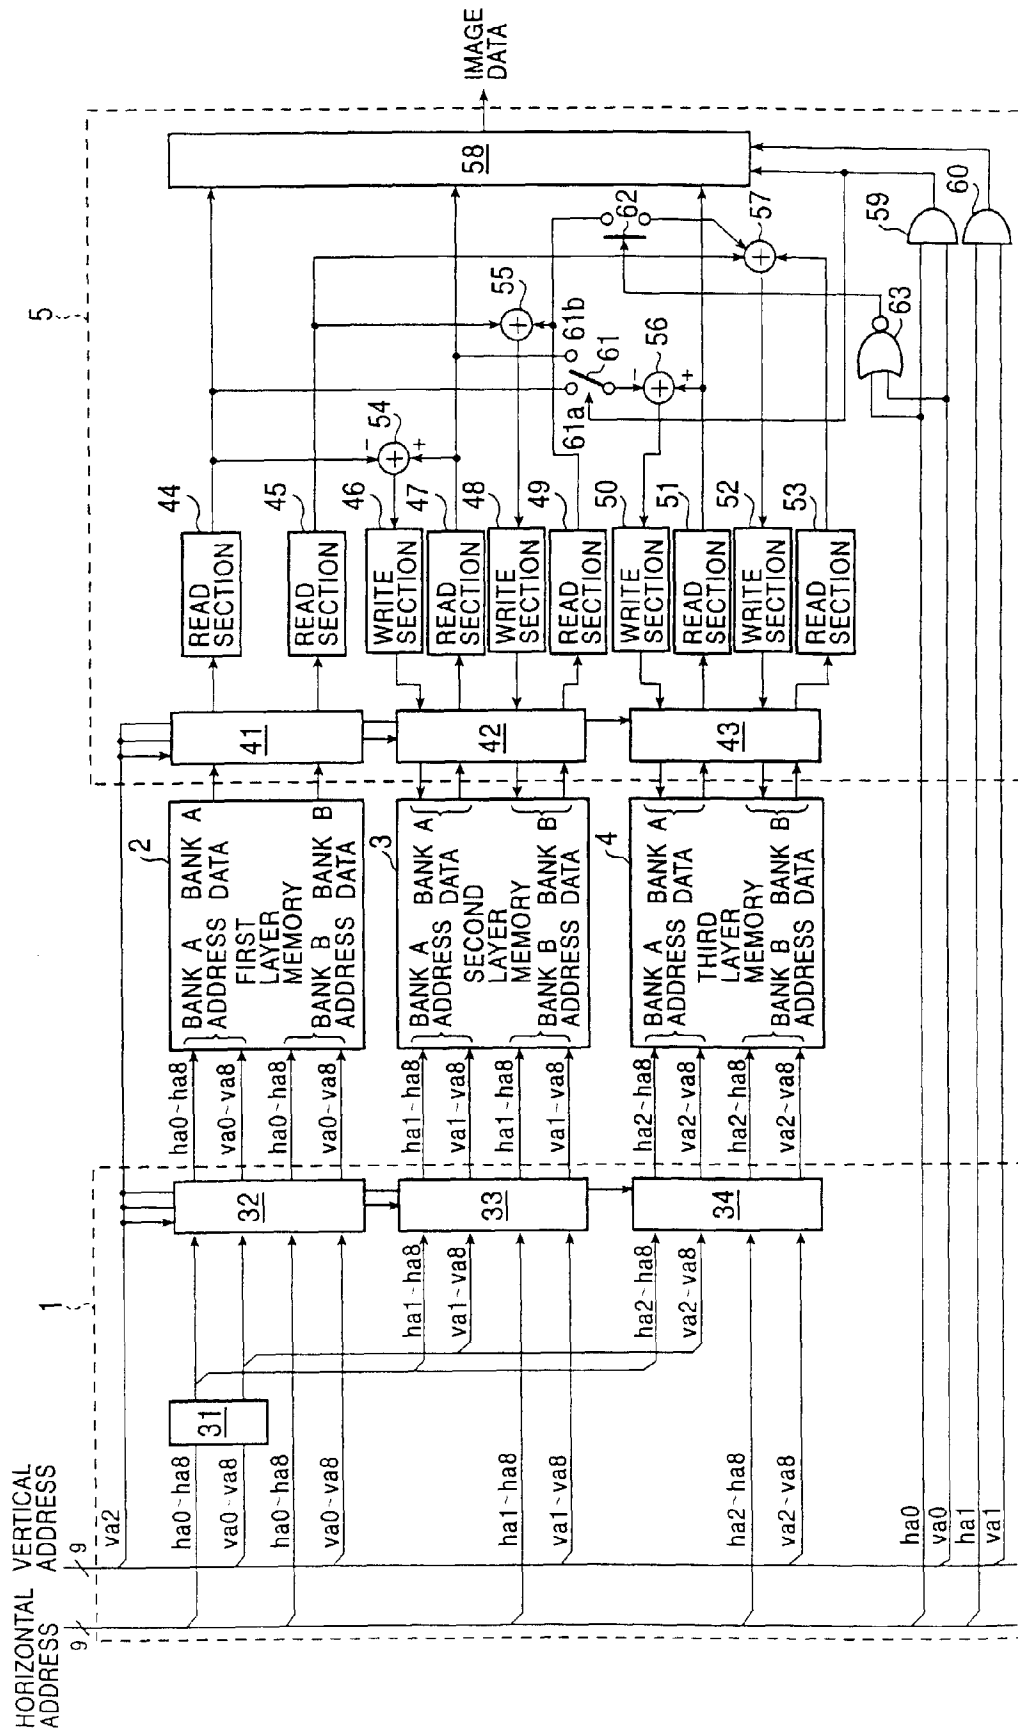 HORIZONTAL
ADDRESS
VERTICAL
ADDRESS
9
9
1
5
va2
ha0~ha8
va0~va8
ha0~ha8
va0~va8
ha1~ha8
va1~va8
ha2~ha8
va2~va8
ha0
va0
ha1
va1
31
ha1~ha8
va1~va8
ha2~ha8
va2~va8
32
33
34
ha0~ha8
va0~va8
ha0~ha8
va0~va8
ha1~ha8
va1~va8
ha1~ha8
va1~va8
ha2~ha8
va2~va8
ha2~ha8
va2~va8
2
BANK A
ADDRESS
BANK A
DATA
FIRST
LAYER
MEMORY
BANK B
ADDRESS
BANK B
DATA
3
BANK A
ADDRESS
BANK A
DATA
SECOND
LAYER
MEMORY
BANK B
ADDRESS
BANK B
DATA
4
BANK A
ADDRESS
BANK A
DATA
THIRD
LAYER
MEMORY
BANK B
ADDRESS
BANK B
DATA
41
42
43
READ
SECTION
44
READ
SECTION
45
WRITE
SECTION
46
READ
SECTION
47
WRITE
SECTION
48
READ
SECTION
49
WRITE
SECTION
50
READ
SECTION
51
WRITE
SECTION
52
READ
SECTION
53
54
- + +
55
+
61a
61
61b
56
- + +
62
57
+
63
59
60
58
IMAGE
DATA